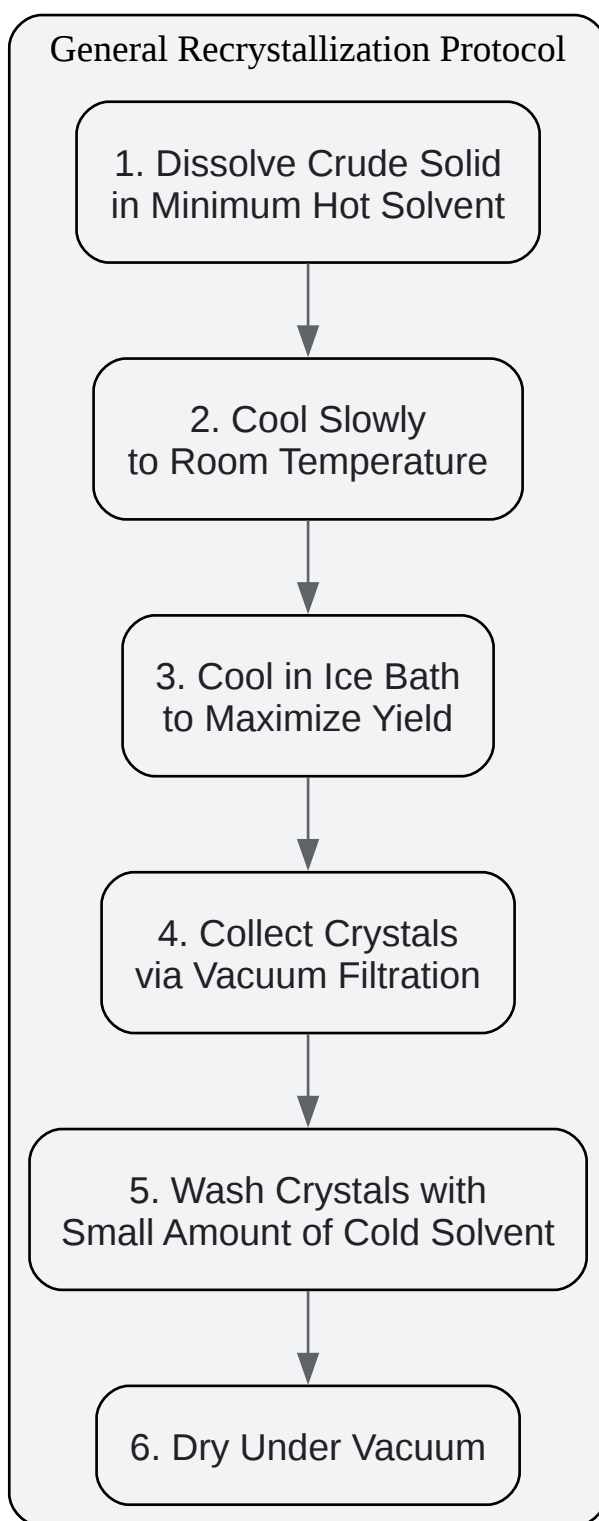 General Recrystallization Protocol
1. Dissolve Crude Solid
in Minimum Hot Solvent
2. Cool Slowly
to Room Temperature
3. Cool in Ice Bath
to Maximize Yield
4. Collect Crystals
via Vacuum Filtration
5. Wash Crystals with
Small Amount of Cold Solvent
6. Dry Under Vacuum